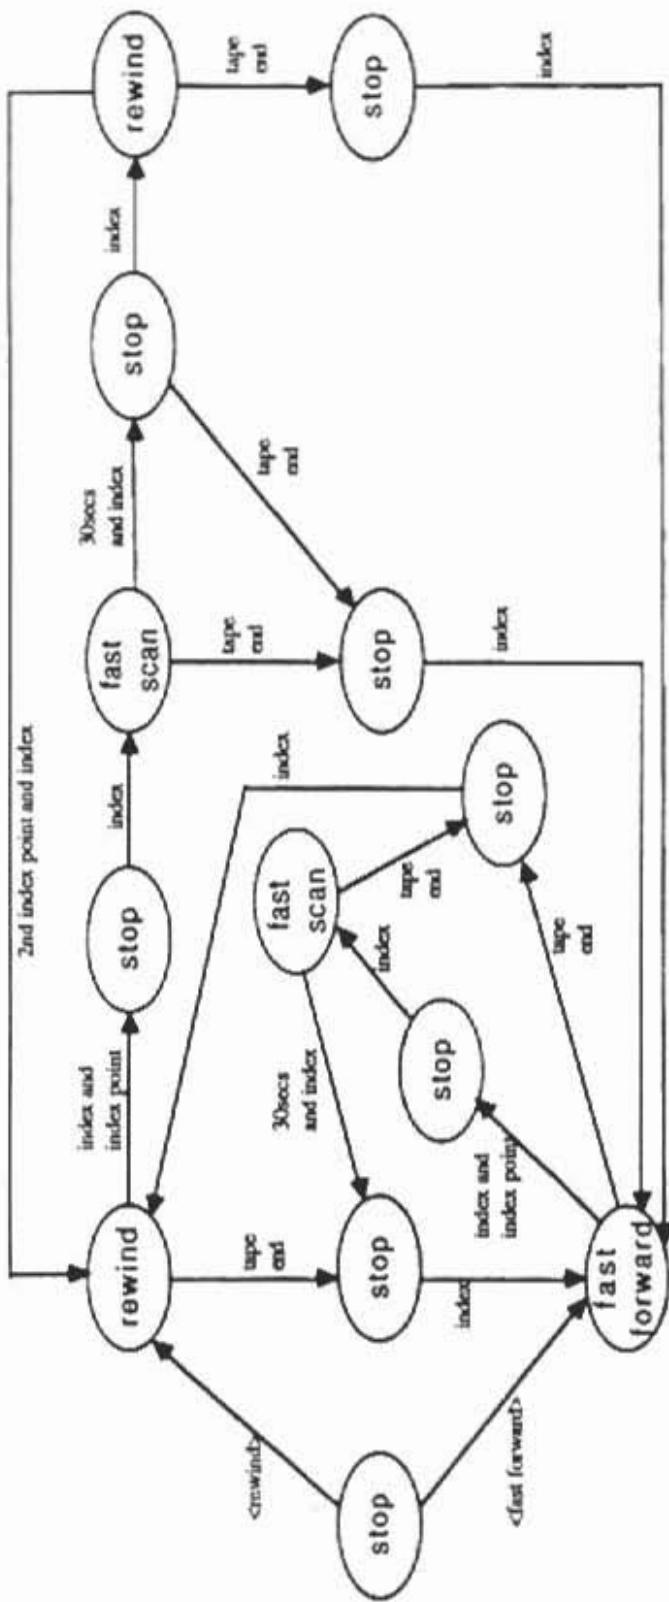 2nd index point and index
index and
index point
30secs
and index
index
index
rewind
stop
fast
scan
stop
rewind
<rewind>
tape
end
tape
end
tape
end
tape
end
index
30secs
and index
fast
scan
index
tape
end
stop
stop
stop
stop
stop
stop
index
index and
index point
tape
end
index
index
<fast forward>
fast
forward